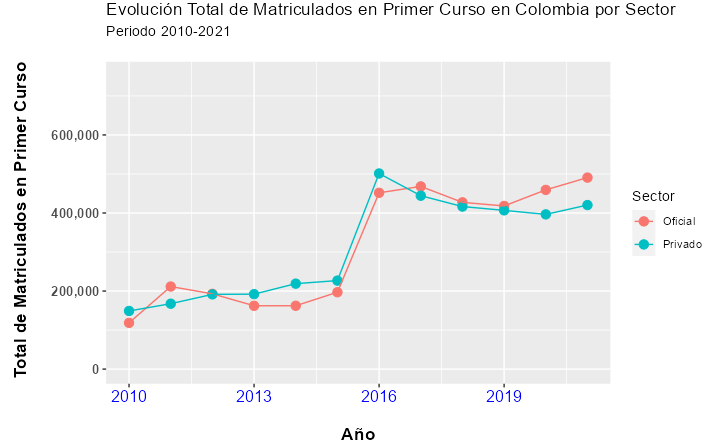 Evolución Total de Matriculados en Primer Curso en Colombia por Sector
Periodo 2010-2021
Total de Matriculados en Primer Curso
600,000
400,000
200,000
0
2010 2013 2016 2019
Año
Sector
Oficial
Privado